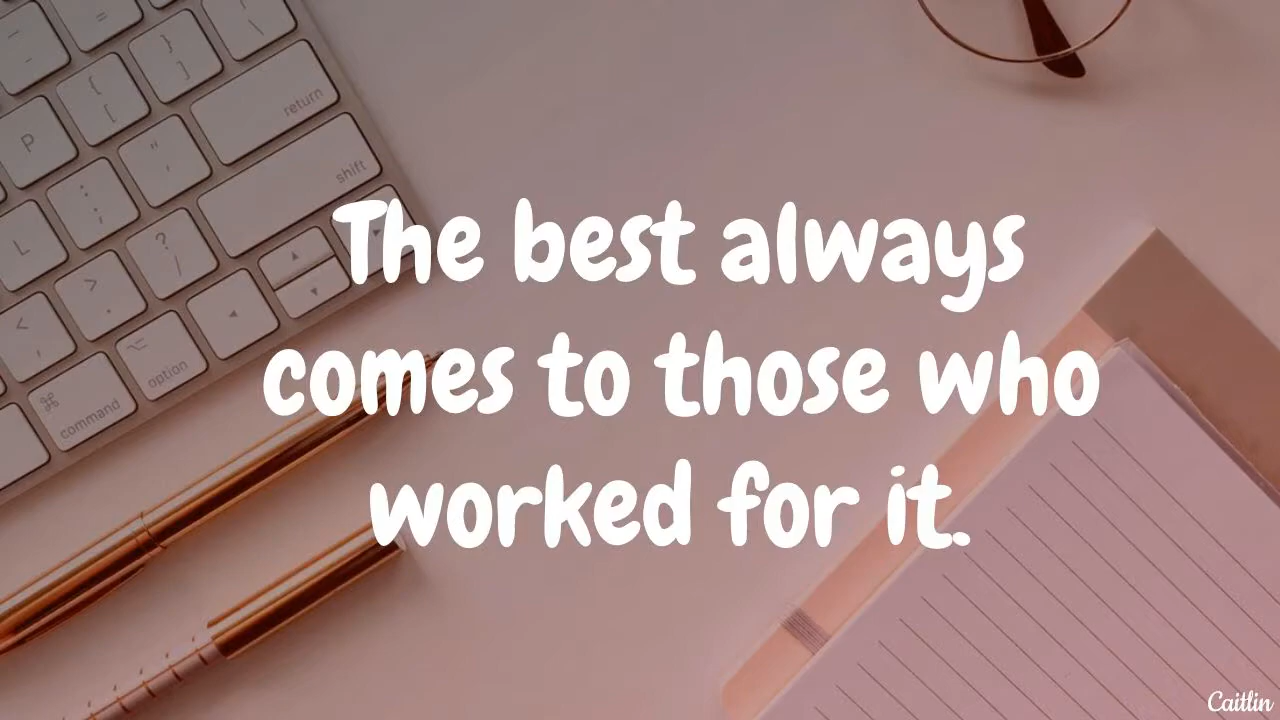 The best always
comes to those who
worked for it.
return
shift
option
command
P
L
Caitlin